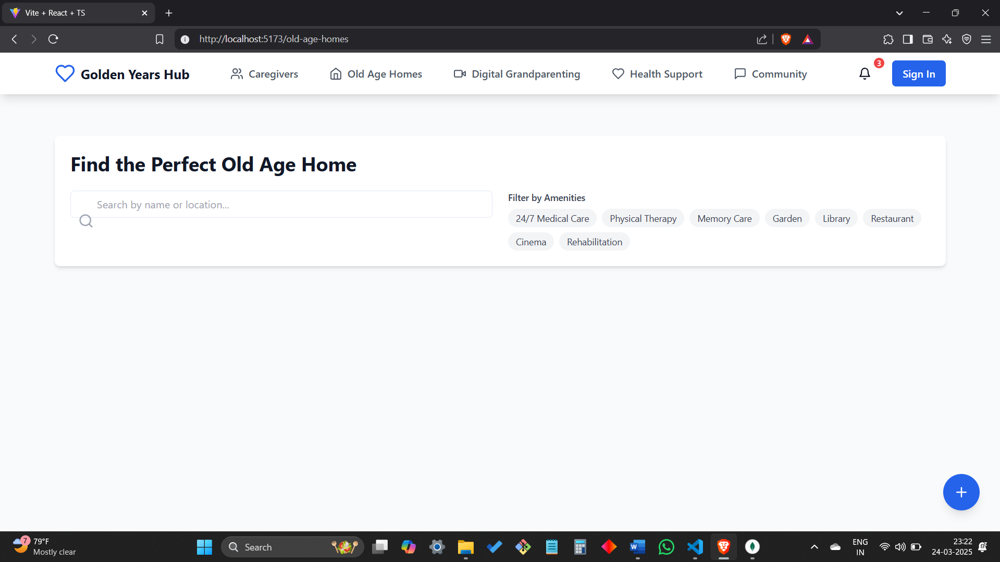 Vite + React + TS
http://localhost:5173/old-age-homes
Golden Years Hub
Caregivers
Old Age Homes
Digital Grandparenting
Health Support
Community
3
Sign In
Find the Perfect Old Age Home
Search by name or location...
Filter by Amenities
24/7 Medical Care
Physical Therapy
Memory Care
Garden
Library
Restaurant
Cinema
Rehabilitation
7
79°F
Mostly clear
Search
W
ENG
IN
23:22
24-03-2025